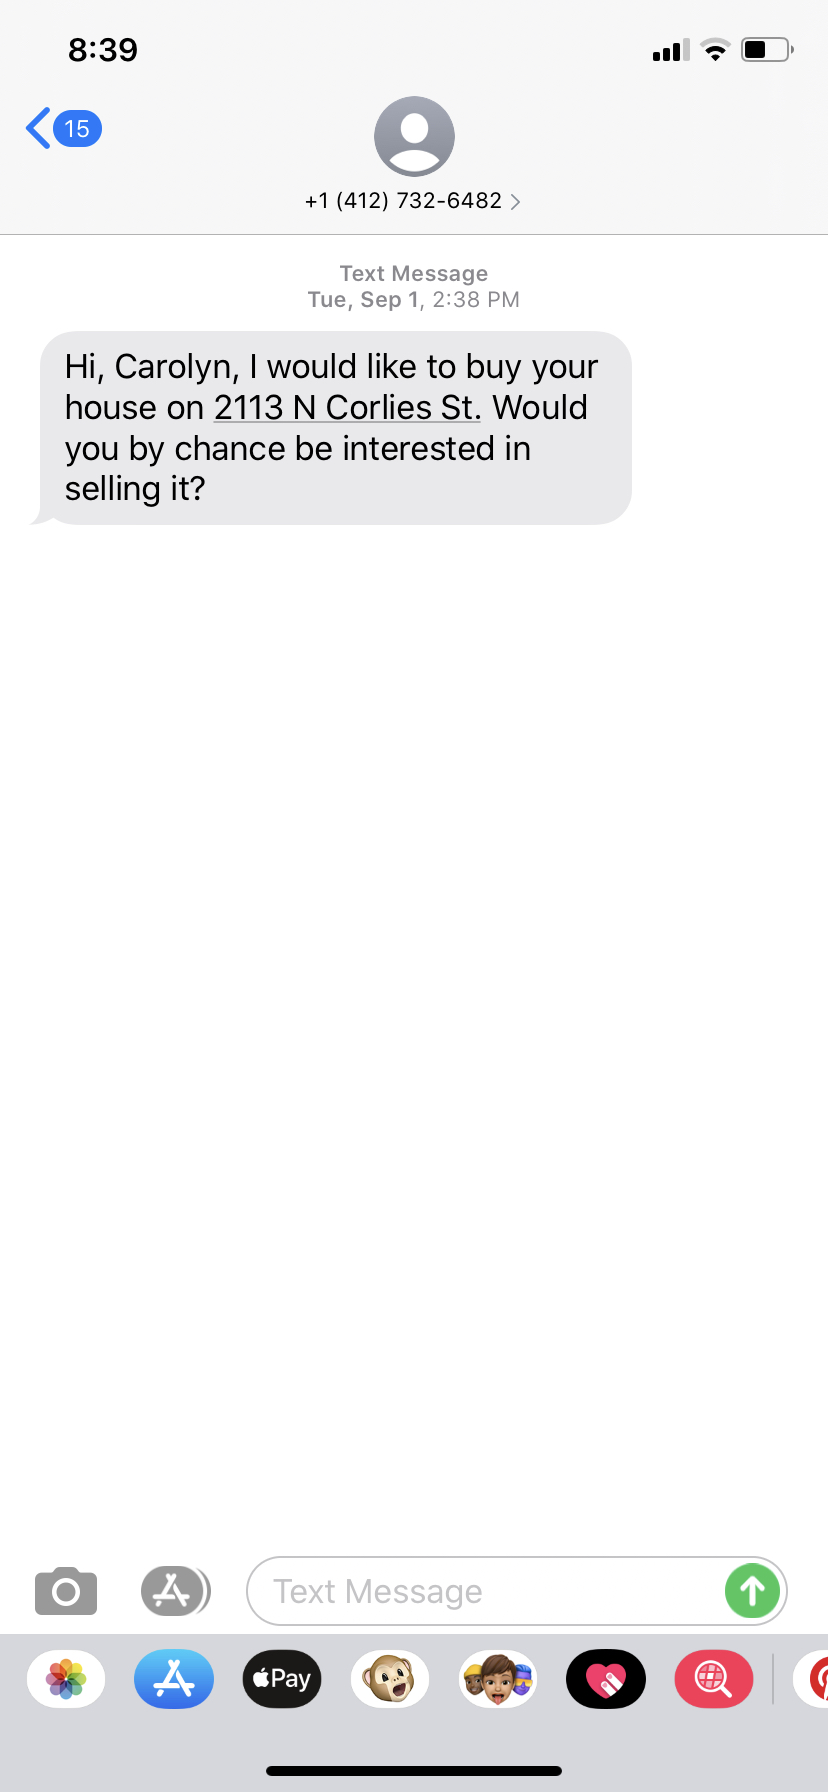 8:39
15
+1 (412) 732-6482
Text Message
Tue, Sep 1, 2:38 PM
Hi, Carolyn, I would like to buy your
house on 2113 N Corlies St. Would
you by chance be interested in
selling it?
Text Message
Pay